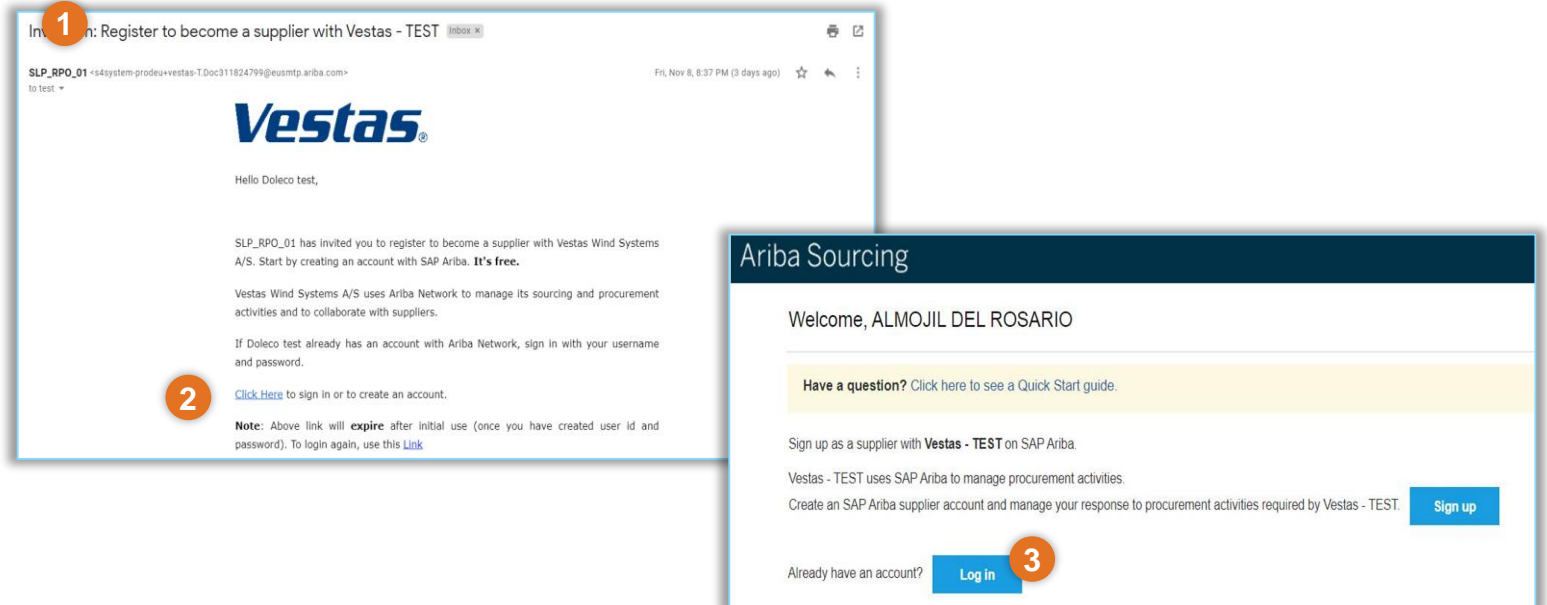 1
In n: Register to become a supplier with Vestas - TEST Inbox ×
SLP_RPO_01 <s4system-prodeu+vestas-T.Doc311824799@eusmtp.ariba.com>
Fri, Nov 8, 8:37 PM (3 days ago)
to test
Vestas®
Hello Doleco test,
SLP_RPO_01 has invited you to register to become a supplier with Vestas Wind Systems
A/S. Start by creating an account with SAP Ariba. It's free.
Vestas Wind Systems A/S uses Ariba Network to manage its sourcing and procurement
activities and to collaborate with suppliers.
If Doleco test already has an account with Ariba Network, sign in with your username
and password.
2
Click Here to sign in or to create an account.
Note: Above link will expire after initial use (once you have created user id and
password). To login again, use this Link
Ariba Sourcing
Welcome, ALMOJIL DEL ROSARIO
Have a question? Click here to see a Quick Start guide.
Sign up as a supplier with Vestas - TEST on SAP Ariba.
Vestas - TEST uses SAP Ariba to manage procurement activities.
Create an SAP Ariba supplier account and manage your response to procurement activities required by Vestas - TEST.
Sign up
Already have an account?
Log in
3